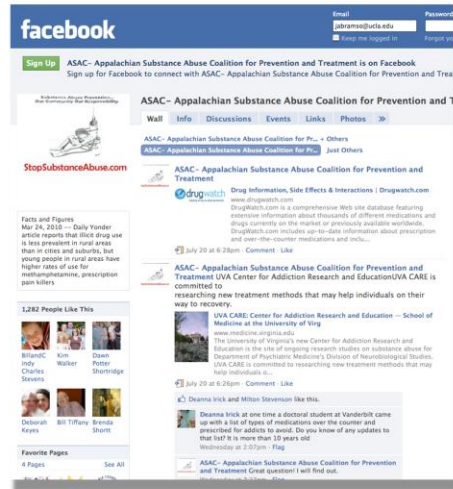 facebook
Email
Password
jabramso@ucla.edu
Keep me logged in
Forgot yo
Sign Up
ASAC- Appalachian Substance Abuse Coalition for Prevention and Treatment is on Facebook
Sign up for Facebook to connect with ASAC- Appalachian Substance Abuse Coalition for Prevention and Trea
Substance Abuse Prevention...
Our Community Our Responsibility
StopSubstanceAbuse.com
Facts and Figures
Mar 24, 2010 -- Daily Yonder
article reports that illicit drug use
is less prevalent in rural areas
than in cities and suburbs, but
young people in rural areas have
higher rates of use for
methamphetamine, prescription
pain killers
1,282 People Like This
BillandC
indy
Charles
Stevens
Kim
Walker
Dawn
Potter
Shortridge
Deborah
Keyes
Bill Tiffany
Brenda
Shortt
Favorite Pages
4 Pages
See All
ASAC- Appalachian Substance Abuse Coalition for Prevention and T
Wall
Info
Discussions
Events
Links
Photos
»
ASAC- Appalachian Substance Abuse Coalition for Pr... + Others
ASAC- Appalachian Substance Abuse Coalition for Pr...
Just Others
ASAC- Appalachian Substance Abuse Coalition for Prevention and
Treatment
drugwatch
Drug Information, Side Effects & Interactions | Drugwatch.com
www.drugwatch.com
DrugWatch.com is a comprehensive Web site database featuring
extensive information about thousands of different medications and
drugs currently on the market or previously available worldwide.
DrugWatch.com includes up-to-date information about prescription
and over-the-counter medications and inclu...
July 20 at 6:28pm · Comment · Like
ASAC- Appalachian Substance Abuse Coalition for Prevention and
Treatment UVA Center for Addiction Research and EducationUVA CARE is
committed to
researching new treatment methods that may help individuals on their
way to recovery.
UVA CARE: Center for Addiction Research and Education -- School of
Medicine at the University of Virg
www.medicine.virginia.edu
The University of Virginia's new Center for Addiction Research and
Education is the site of ongoing research studies on substance abuse for
Department of Psychiatric Medicine's Division of Neurobiological Studies.
UVA CARE is committed to researching new treatment methods that may
help individuals o...
July 20 at 6:26pm · Comment · Like
Deanna Irick and Milton Stevenson like this.
Deanna Irick at one time a doctoral student at Vanderbilt came
up with a list of types of medications over the counter and
prescribed for addicts to avoid. Do you know of any updates to
that list? It is more than 10 years old
Wednesday at 2:07pm · Flag
ASAC- Appalachian Substance Abuse Coalition for Prevention
and Treatment Great question! I will find out.
Wednesday at 2:37pm · Flag